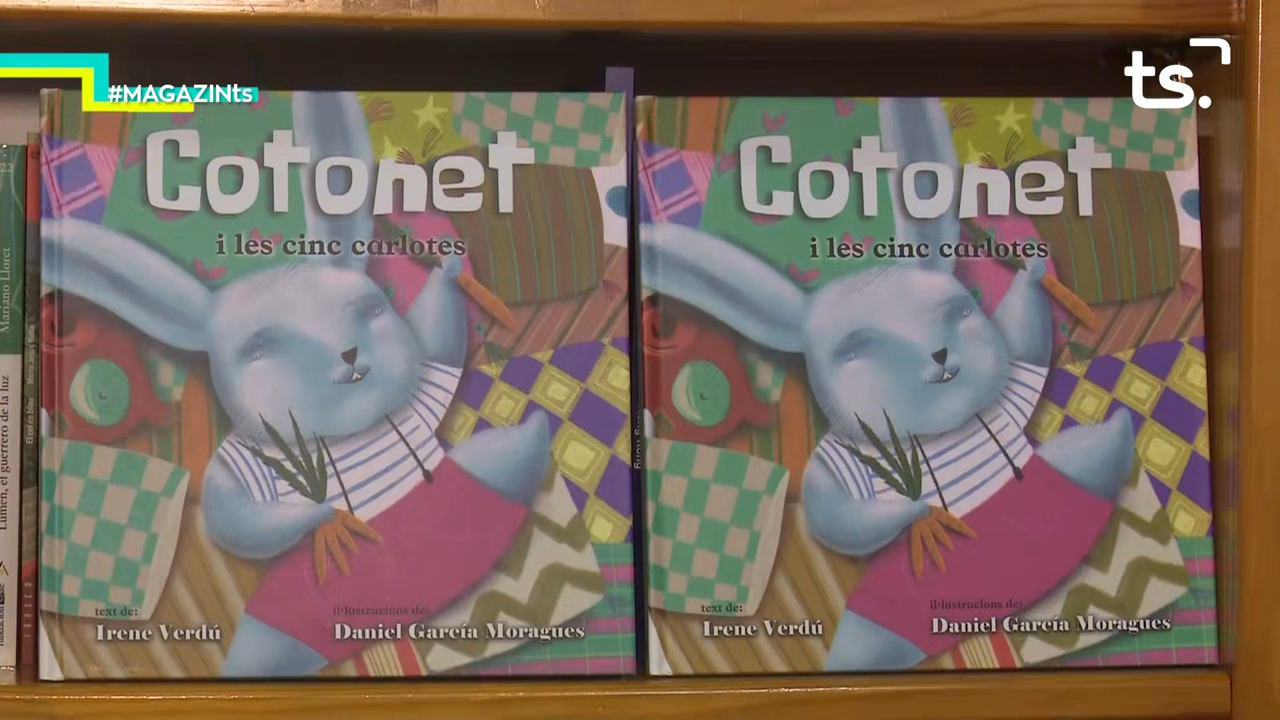 #MAGAZINts
ts.
Cotonet
i les cinc carlotes
text de:
Irene Verdú
il·lustracions de:
Daniel García Moragues
Cotonet
i les cinc carlotes
text de:
Irene Verdú
il·lustracions de:
Daniel García Moragues
Mariano Lloret
Lumen, el guerrero de la luz